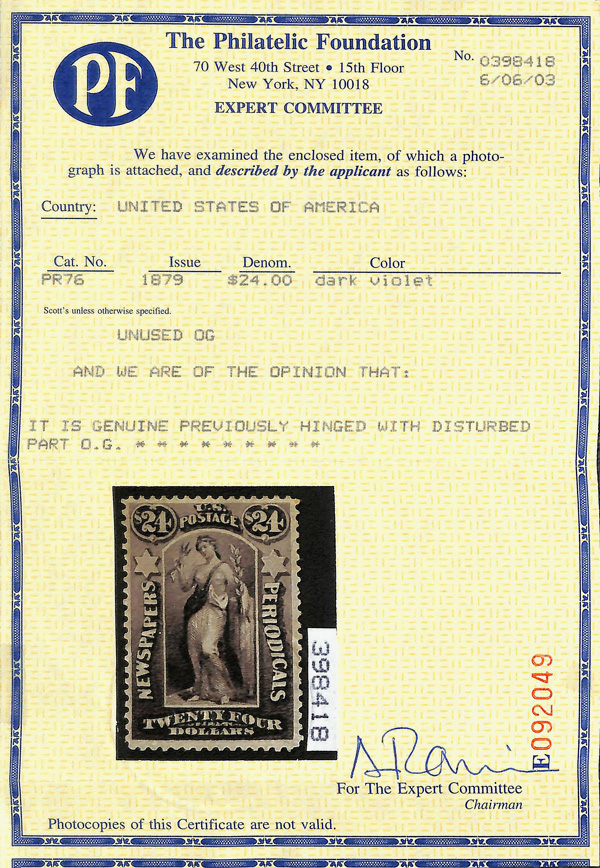 PF
The Philatelic Foundation
70 West 40th Street • 15th Floor
New York, NY 10018
EXPERT COMMITTEE
No. 0398418
6/06/03
We have examined the enclosed item, of which a photo-
graph is attached, and described by the applicant as follows:
Country: UNITED STATES OF AMERICA
Cat. No. Issue Denom. Color
PR76 1879 $24.00 dark violet
Scott's unless otherwise specified.
UNUSED OG
AND WE ARE OF THE OPINION THAT:
IT IS GENUINE PREVIOUSLY HINGED WITH DISTURBED
PART O.G. * * * * * * * * *
$24 U.S. $24
POSTAGE
NEWSPAPERS
PERIODICALS
TWENTY FOUR
DOLLARS
398418
E092049
For The Expert Committee
Chairman
Photocopies of this Certificate are not valid.